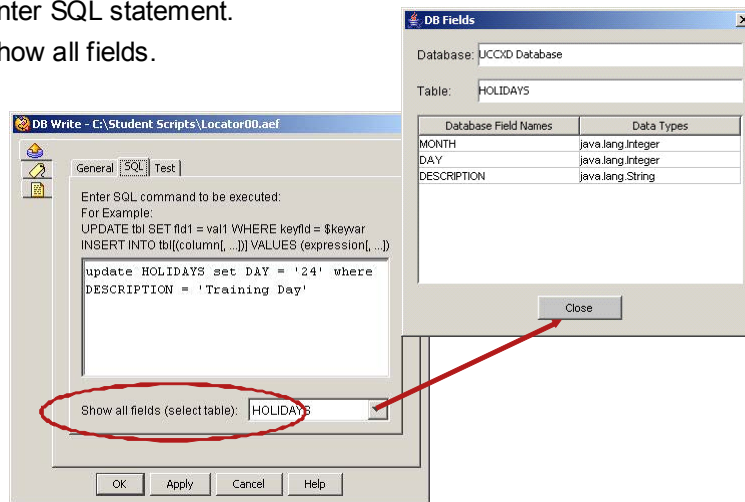 nter SQL statement.
how all fields.
DB Write - C:\Student Scripts\Locator00.aef
General SQL Test
Enter SQL command to be executed:
For Example:
UPDATE tbl SET fld1 = val1 WHERE keyfld = $keyvar
INSERT INTO tbl[(column[, ...])] VALUES (expression[, ...])
update HOLIDAYS set DAY = '24' where
DESCRIPTION = 'Training Day'
Show all fields (select table): HOLIDAYS
OK Apply Cancel Help
DB Fields
Database: UCCXD Database
Table: HOLIDAYS
Database Field Names Data Types
MONTH java.lang.Integer
DAY java.lang.Integer
DESCRIPTION java.lang.String
Close